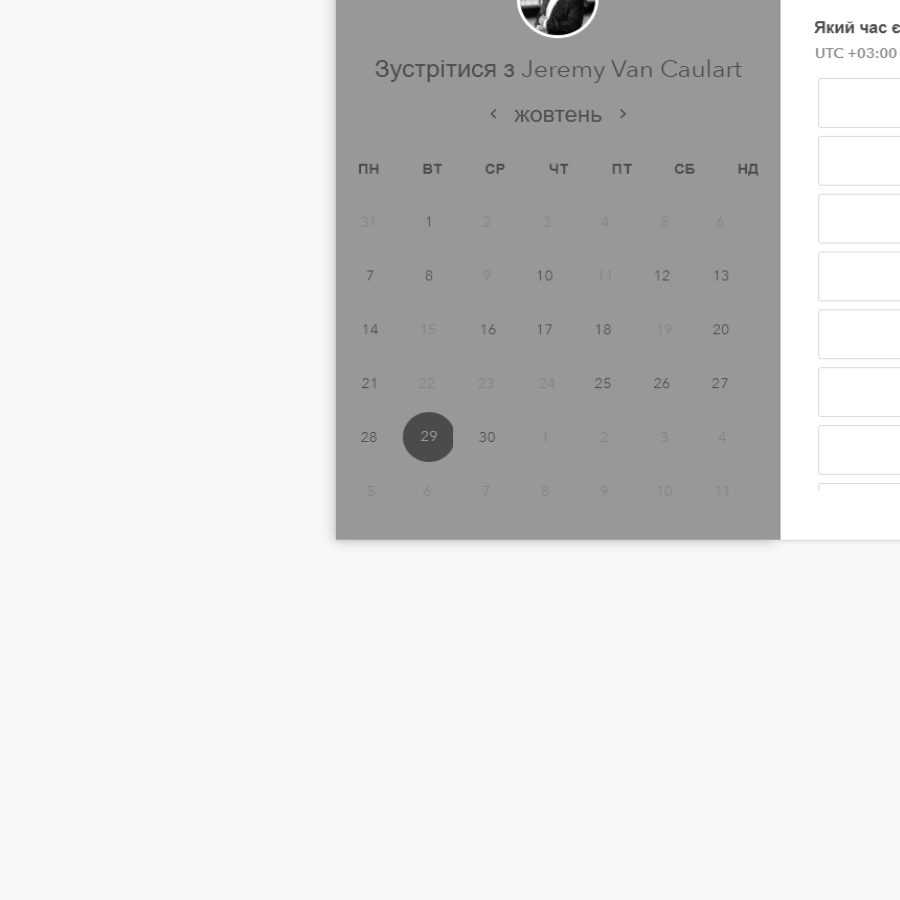 Зустрітися з Jeremy Van Caulart
жовтень
ПН ВТ СР ЧТ ПТ СБ НД
31 1 2 3 4 5 6
7 8 9 10 11 12 13
14 15 16 17 18 19 20
21 22 23 24 25 26 27
28 29 30 1 2 3 4
5 6 7 8 9 10 11
Який час
UTC +03:00